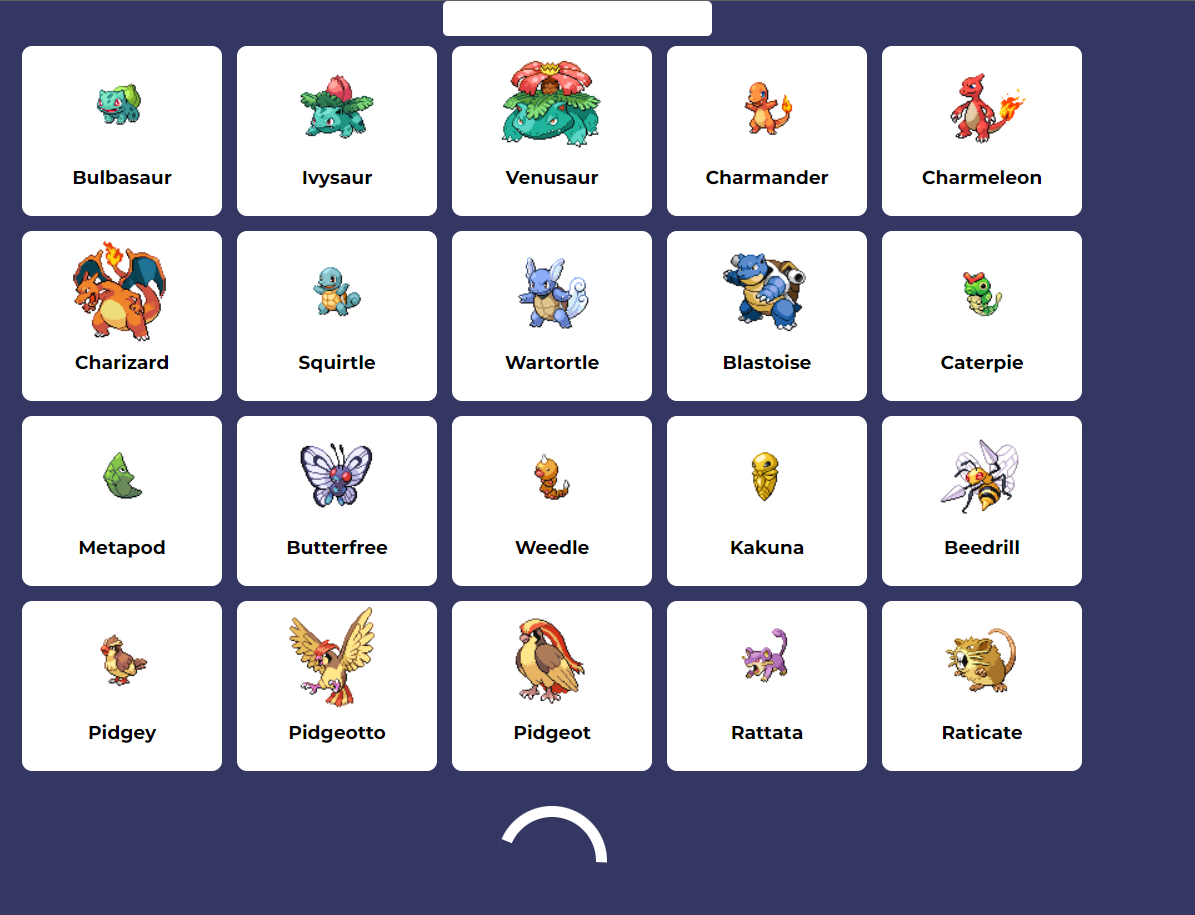 Bulbasaur Ivysaur Venusaur Charmander Charmeleon
Charizard Squirtle Wartortle Blastoise Caterpie
Metapod Butterfree Weedle Kakuna Beedrill
Pidgey Pidgeotto Pidgeot Rattata Raticate